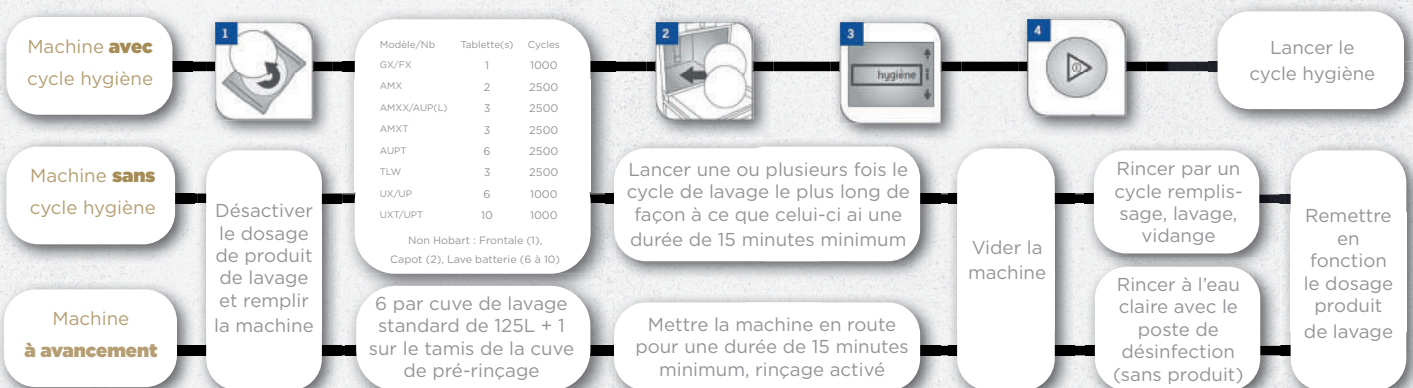 Machine avec
cycle hygiène
1
Modèle/Nb Tablette(s) Cycles
GX/FX 1 1000
AMX 2 2500
AMXX/AUP(L) 3 2500
AMXT 3 2500
AUPT 6 2500
TLW 3 2500
UX/UP 6 1000
UXT/UPT 10 1000
Non Hobart : Frontale (1),
Capot (2), Lave batterie (6 à 10)
2
3
hygiène
4
Lancer le
cycle hygiène
Machine sans
cycle hygiène
Désactiver
le dosage
de produit
de lavage
et remplir
la machine
Lancer une ou plusieurs fois le
cycle de lavage le plus long de
façon à ce que celui-ci ai une
durée de 15 minutes minimum
Vider la
machine
Rincer par un
cycle remplis-
sage, lavage,
vidange
Remettre
en
fonction
le dosage
produit
de lavage
Machine
à avancement
6 par cuve de lavage
standard de 125L + 1
sur le tamis de la cuve
de pré-rinçage
Mettre la machine en route
pour une durée de 15 minutes
minimum, rinçage activé
Rincer à l'eau
claire avec le
poste de
désinfection
(sans produit)